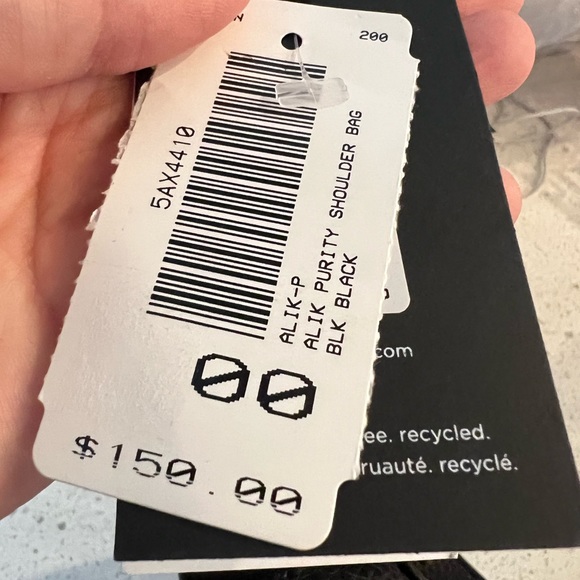 200
5AX4410
ALIK-P
ALIK PURITY SHOULDER BAG
BLK BLACK
00
$150.00
com
ee. recycled.
ruauté. recyclé.